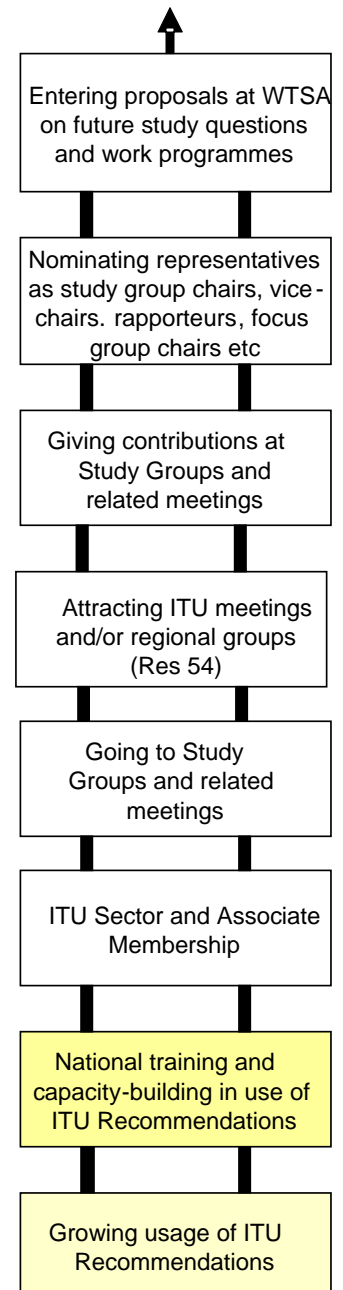 Entering proposals at WTSA
on future study questions
and work programmes
Nominating representatives
as study group chairs, vice-
chairs. rapporteurs, focus
group chairs etc
Giving contributions at
Study Groups and
related meetings
Attracting ITU meetings
and/or regional groups
(Res 54)
Going to Study
Groups and related
meetings
ITU Sector and Associate
Membership
National training and
capacity-building in use of
ITU Recommendations
Growing usage of ITU
Recommendations